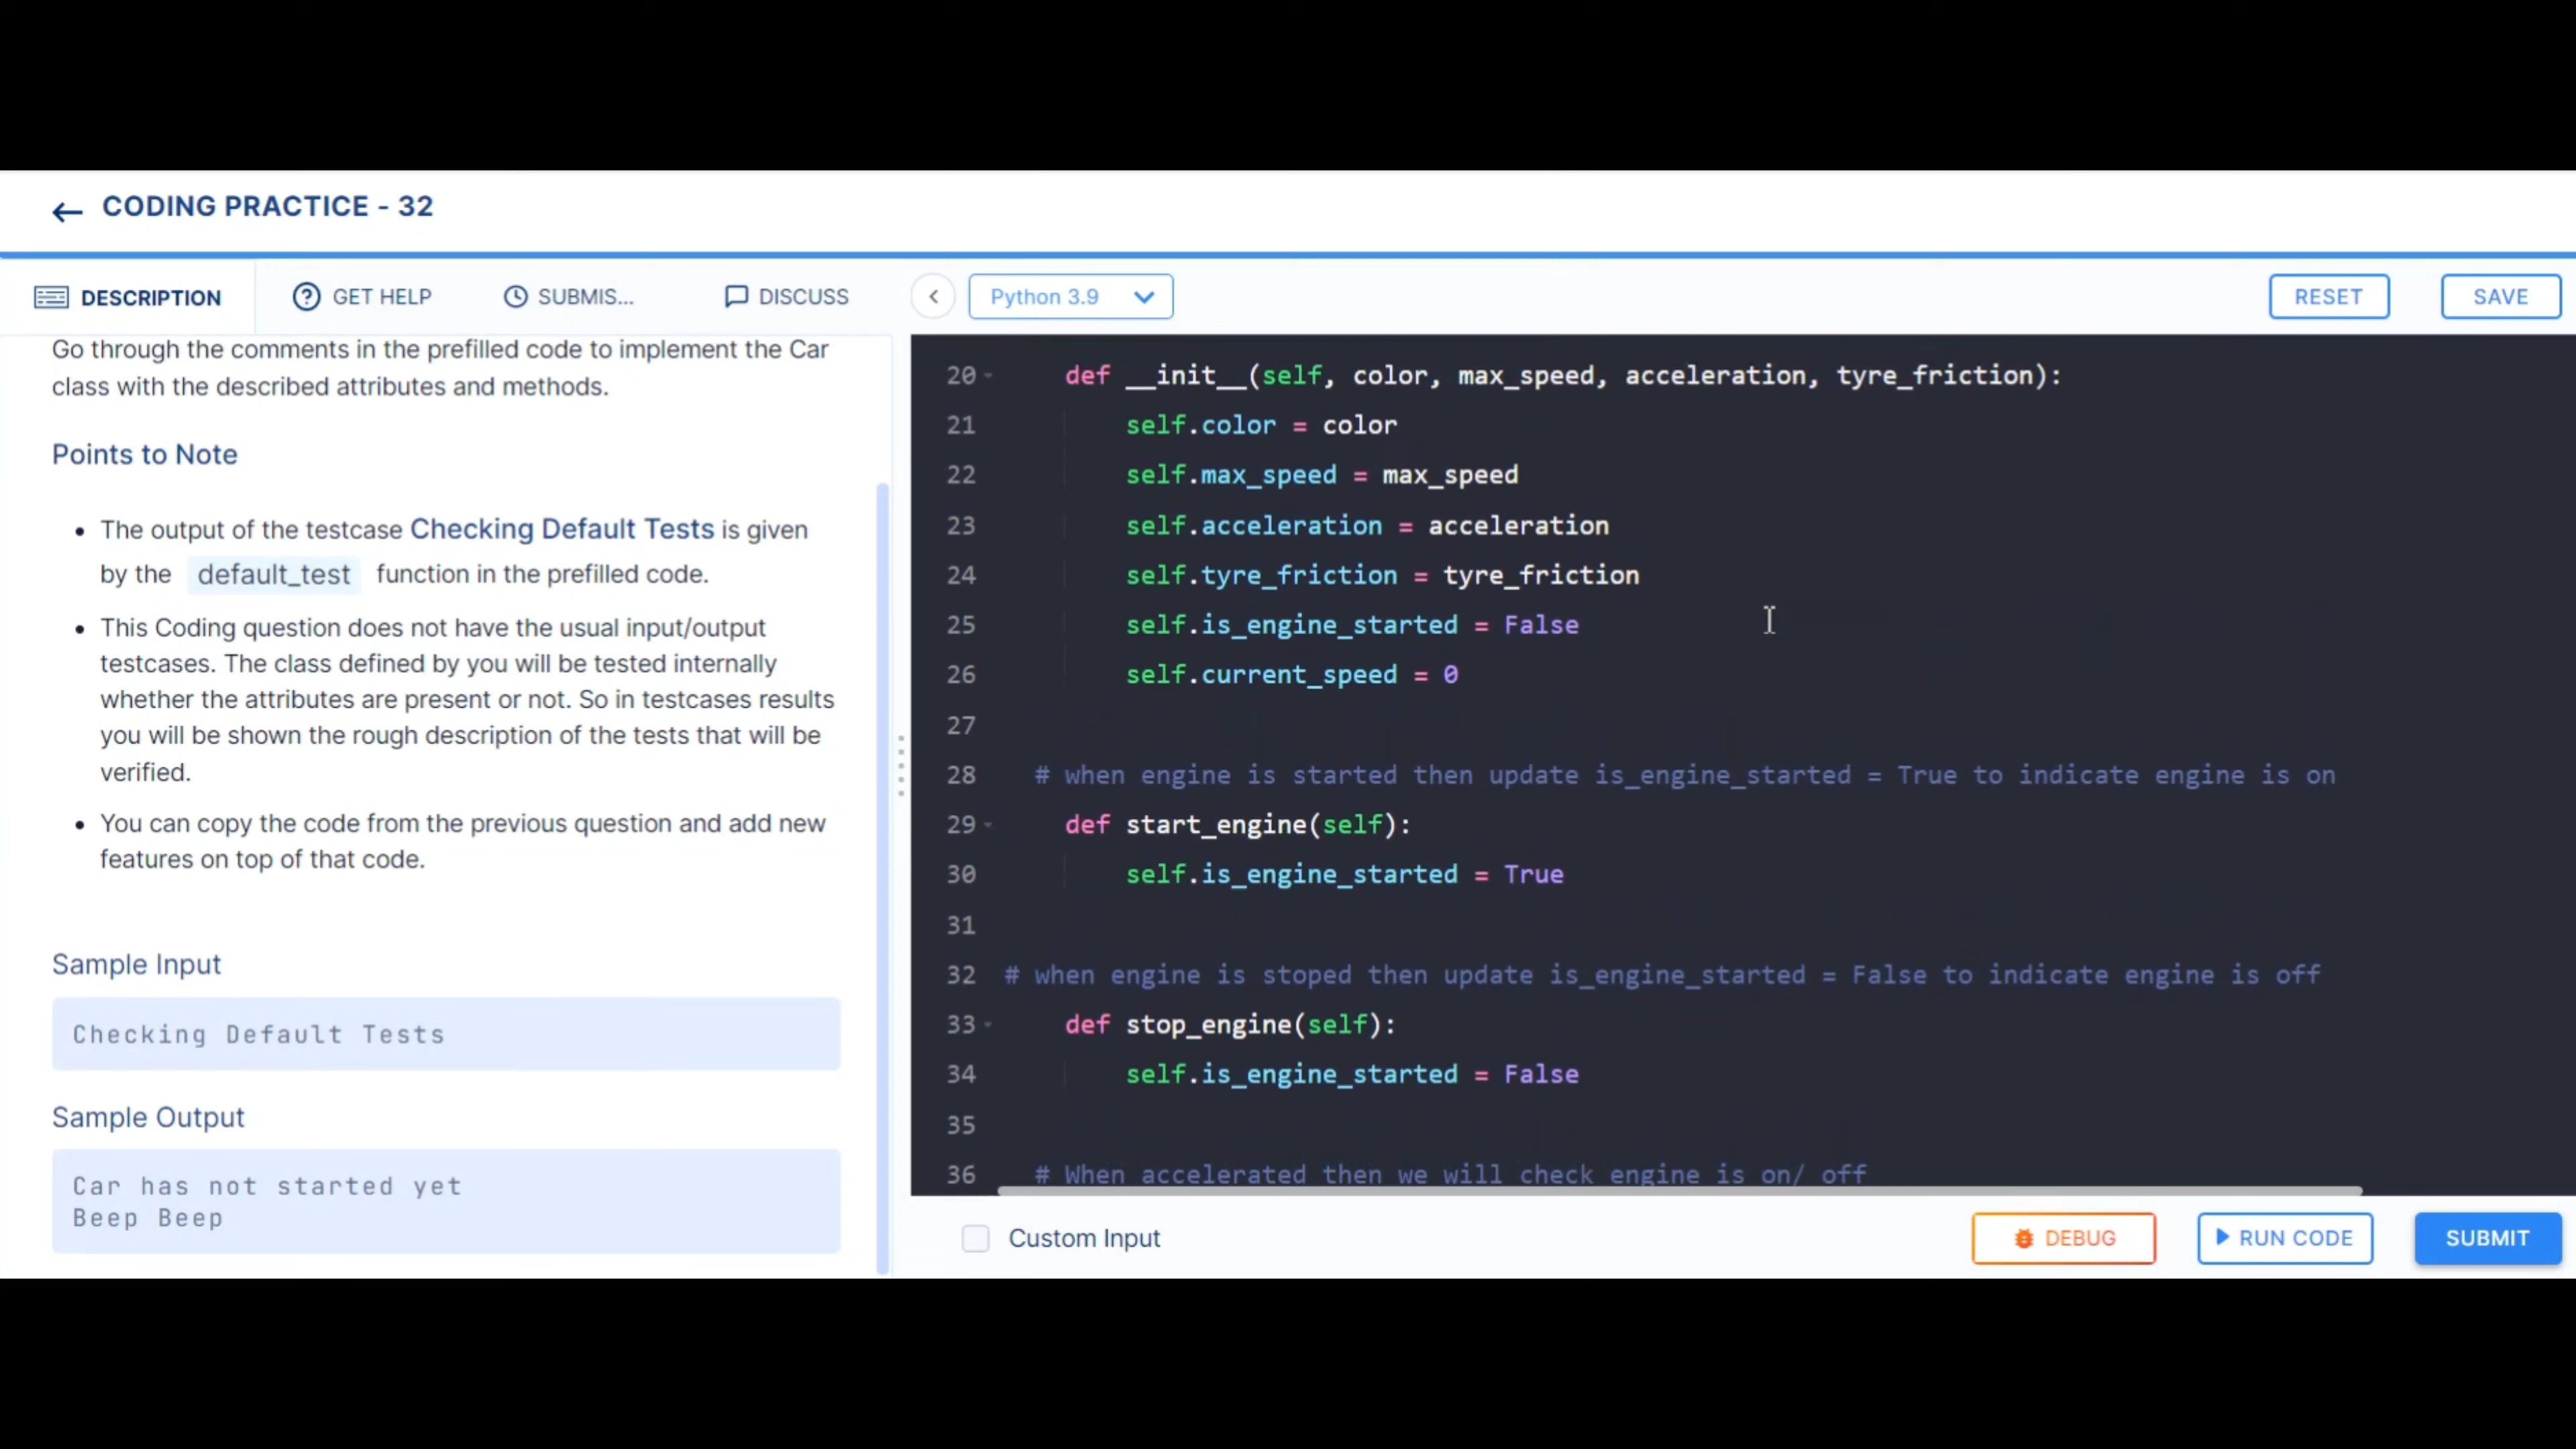 CODING PRACTICE - 32
DESCRIPTION
GET HELP
SUBMIS...
DISCUSS
Python 3.9
RESET
SAVE
Go through the comments in the prefilled code to implement the Car
class with the described attributes and methods.
Points to Note
• The output of the testcase Checking Default Tests is given
by the default_test function in the prefilled code.
• This Coding question does not have the usual input/output
testcases. The class defined by you will be tested internally
whether the attributes are present or not. So in testcases results
you will be shown the rough description of the tests that will be
verified.
• You can copy the code from the previous question and add new
features on top of that code.
Sample Input
Checking Default Tests
Sample Output
Car has not started yet
Beep Beep
20 def __init__(self, color, max_speed, acceleration, tyre_friction):
21 self.color = color
22 self.max_speed = max_speed
23 self.acceleration = acceleration
24 self.tyre_friction = tyre_friction
25 self.is_engine_started = False
26 self.current_speed = 0
27
28 # when engine is started then update is_engine_started = True to indicate engine is on
29 def start_engine(self):
30 self.is_engine_started = True
31
32 # when engine is stoped then update is_engine_started = False to indicate engine is off
33 def stop_engine(self):
34 self.is_engine_started = False
35
36 # When accelerated then we will check engine is on/ off
Custom Input
DEBUG
RUN CODE
SUBMIT